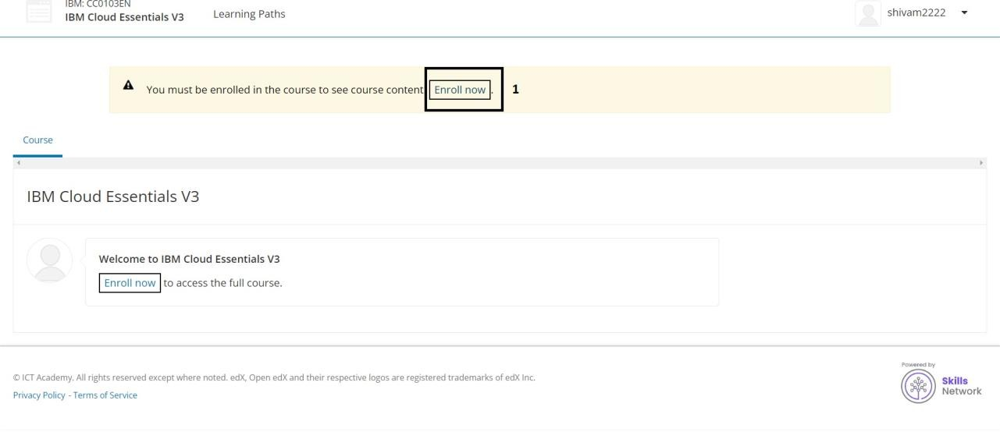 IBM: CC0103EN
IBM Cloud Essentials V3
Learning Paths
shivam2222
You must be enrolled in the course to see course content Enroll now. 1
Course
IBM Cloud Essentials V3
Welcome to IBM Cloud Essentials V3
Enroll now to access the full course.
© ICT Academy. All rights reserved except where noted. edX, Open edX and their respective logos are registered trademarks of edX Inc.
Privacy Policy - Terms of Service
Powered by
Skills
Network